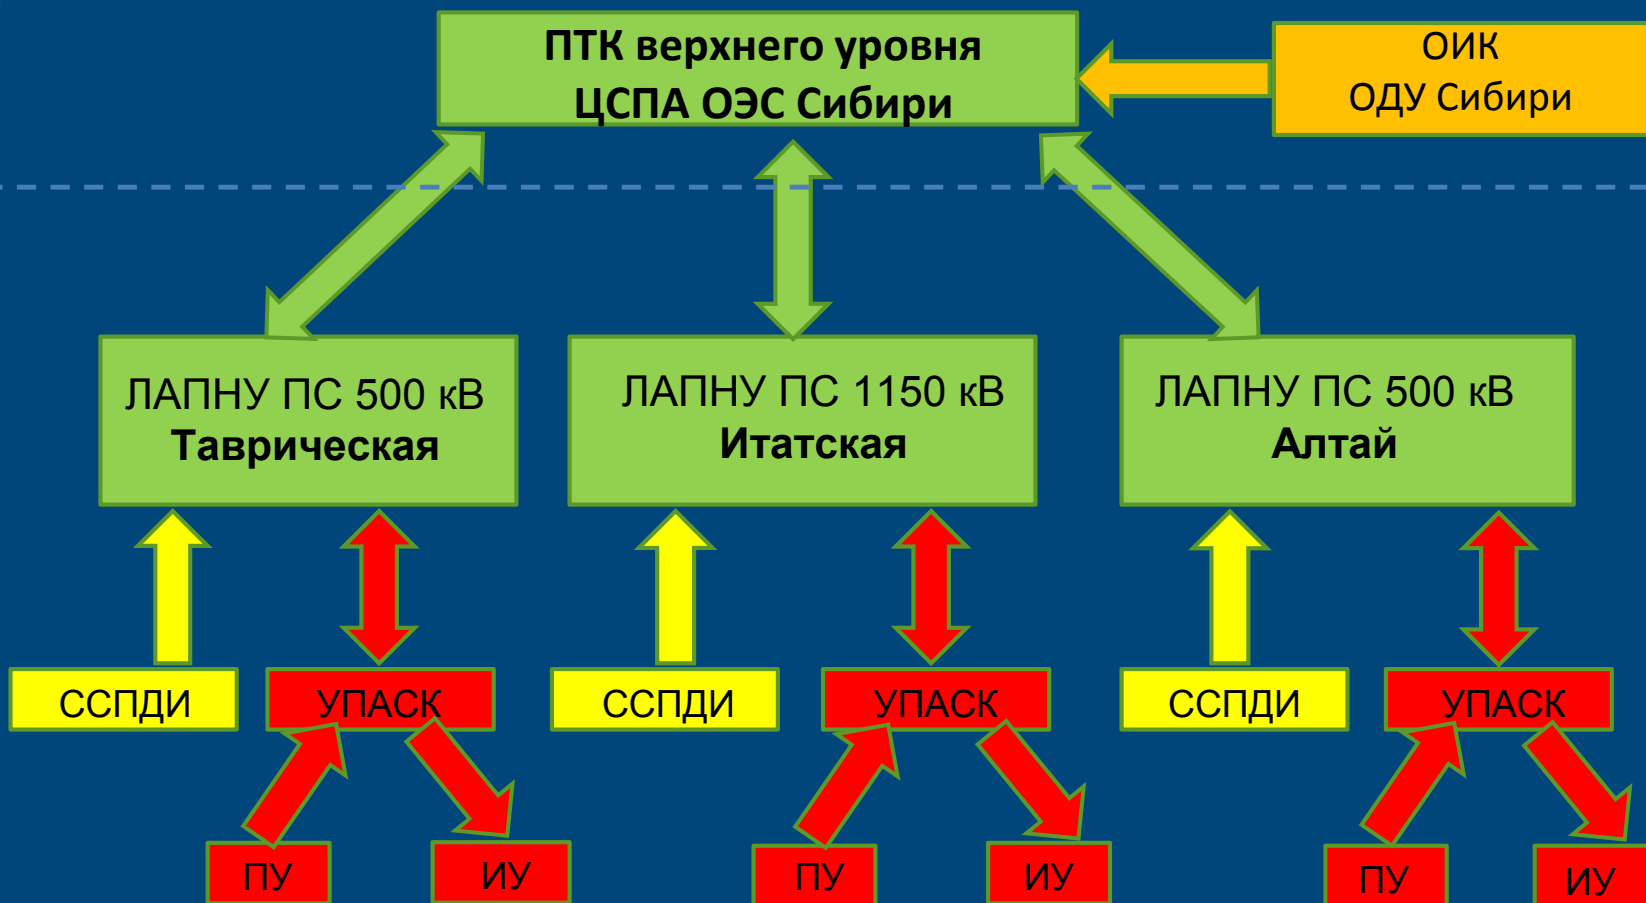 ПТК верхнего уровня
ЦСПА ОЭС Сибири
ОИК
ОДУ Сибири
ЛАПНУ ПС 500 кВ
Таврическая
ЛАПНУ ПС 1150 кВ
Итатская
ЛАПНУ ПС 500 кВ
Алтай
ССПДИ
УПАСК
ССПДИ
УПАСК
ССПДИ
УПАСК
ПУ
ИУ
ПУ
ИУ
ПУ
ИУ